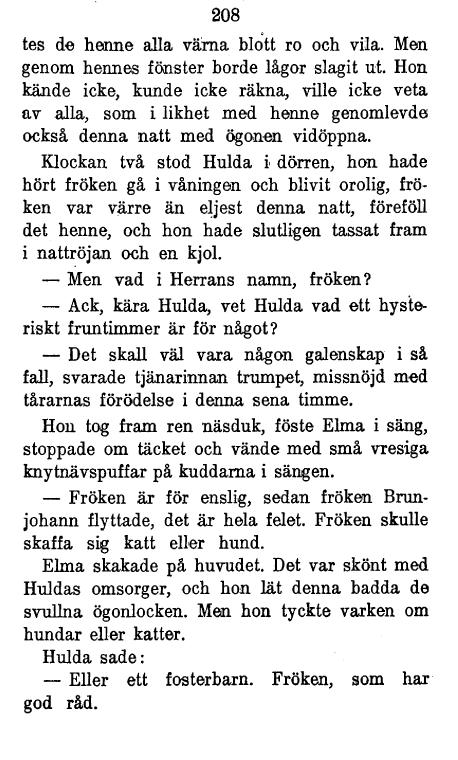 208
tes de henne alla värna blott ro och vila. Men
genom hennes fönster borde lågor slagit ut. Hon
kände icke, kunde icke räkna, ville icke veta
av alla, som i likhet med henne genomlevde
också denna natt med ögonen vidöppna.
Klockan två stod Hulda i dörren, hon hade
hört fröken gå i våningen och blivit orolig, frö-
ken var värre än eljest denna natt, föreföll
det henne, och hon hade slutligen tassat fram
i nattröjan och en kjol.
— Men vad i Herrans namn, fröken?
— Ack, kära Hulda, vet Hulda vad ett hyste-
riskt fruntimmer är för något?
— Det skall väl vara någon galenskap i så
fall, svarade tjänarinnan trumpet, missnöjd med
tårarnas förödelse i denna sena timme.
Hon tog fram ren näsduk, föste Elma i säng,
stoppade om täcket och vände med små vresiga
knytnävspuffar på kuddarna i sängen.
— Fröken är för enslig, sedan fröken Brun-
johann flyttade, det är hela felet. Fröken skulle
skaffa sig katt eller hund.
Elma skakade på huvudet. Det var skönt med
Huldas omsorger, och hon lät denna badda de
svullna ögonlocken. Men hon tyckte varken om
hundar eller katter.
Hulda sade:
— Eller ett fosterbarn. Fröken, som har
god råd.